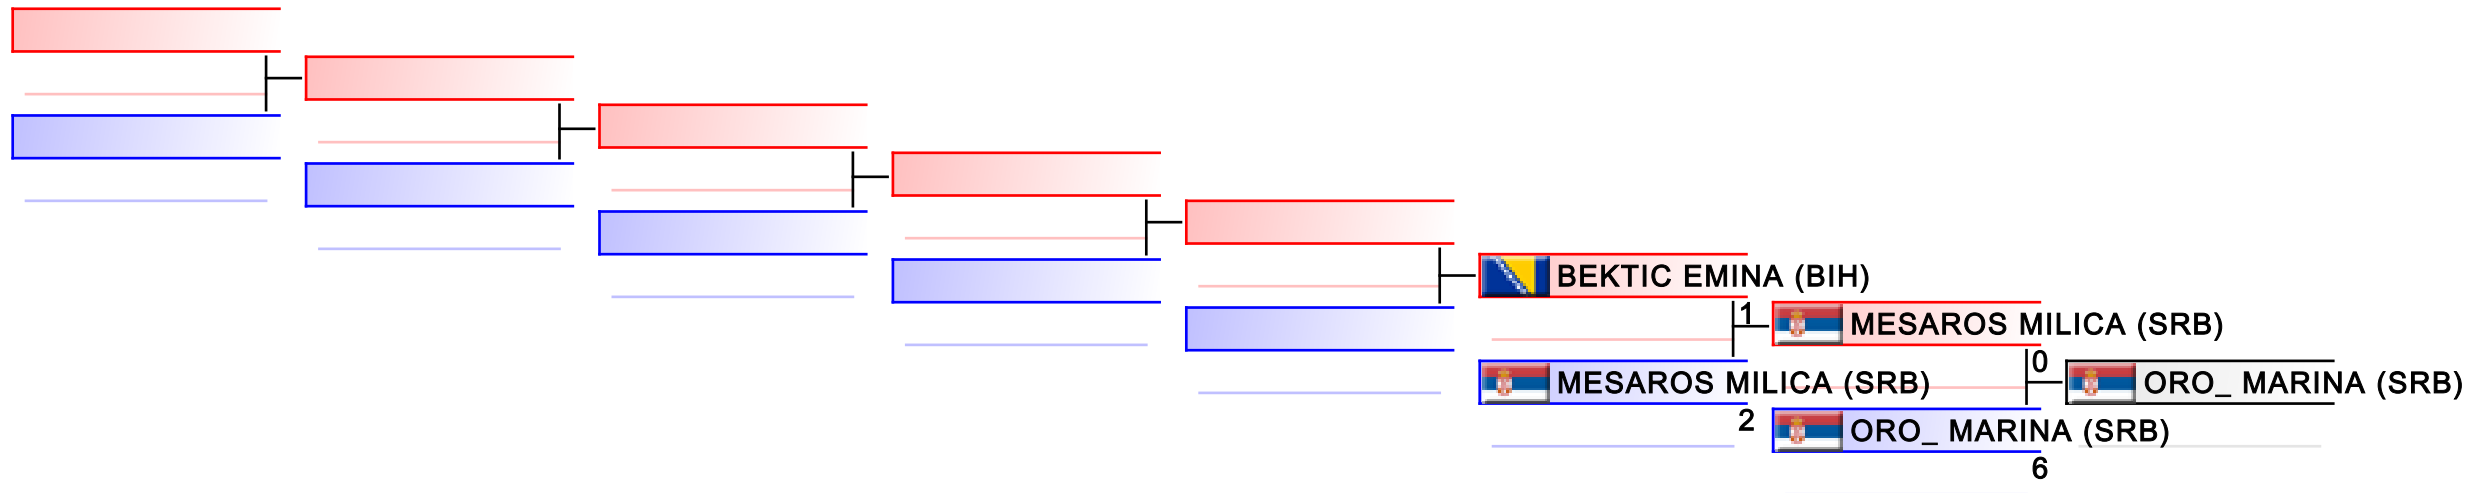 BEKTIC EMINA (BIH)
1
MESAROS MILICA (SRB)
0
MESAROS MILICA (SRB)
ORO_ MARINA (SRB)
2
ORO_ MARINA (SRB)
6